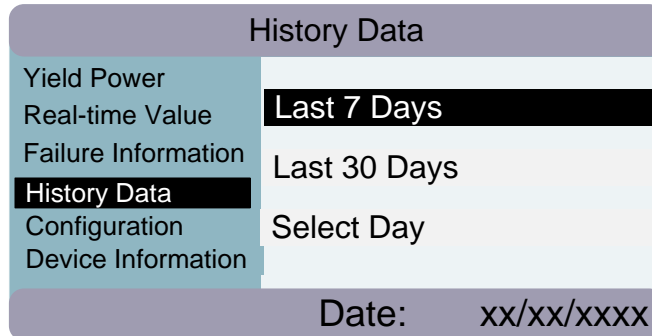 History Data
Yield Power
Real-time Value
Failure Information
History Data
Configuration
Device Information
Last 7 Days
Last 30 Days
Select Day
Date: xx/xx/xxxx